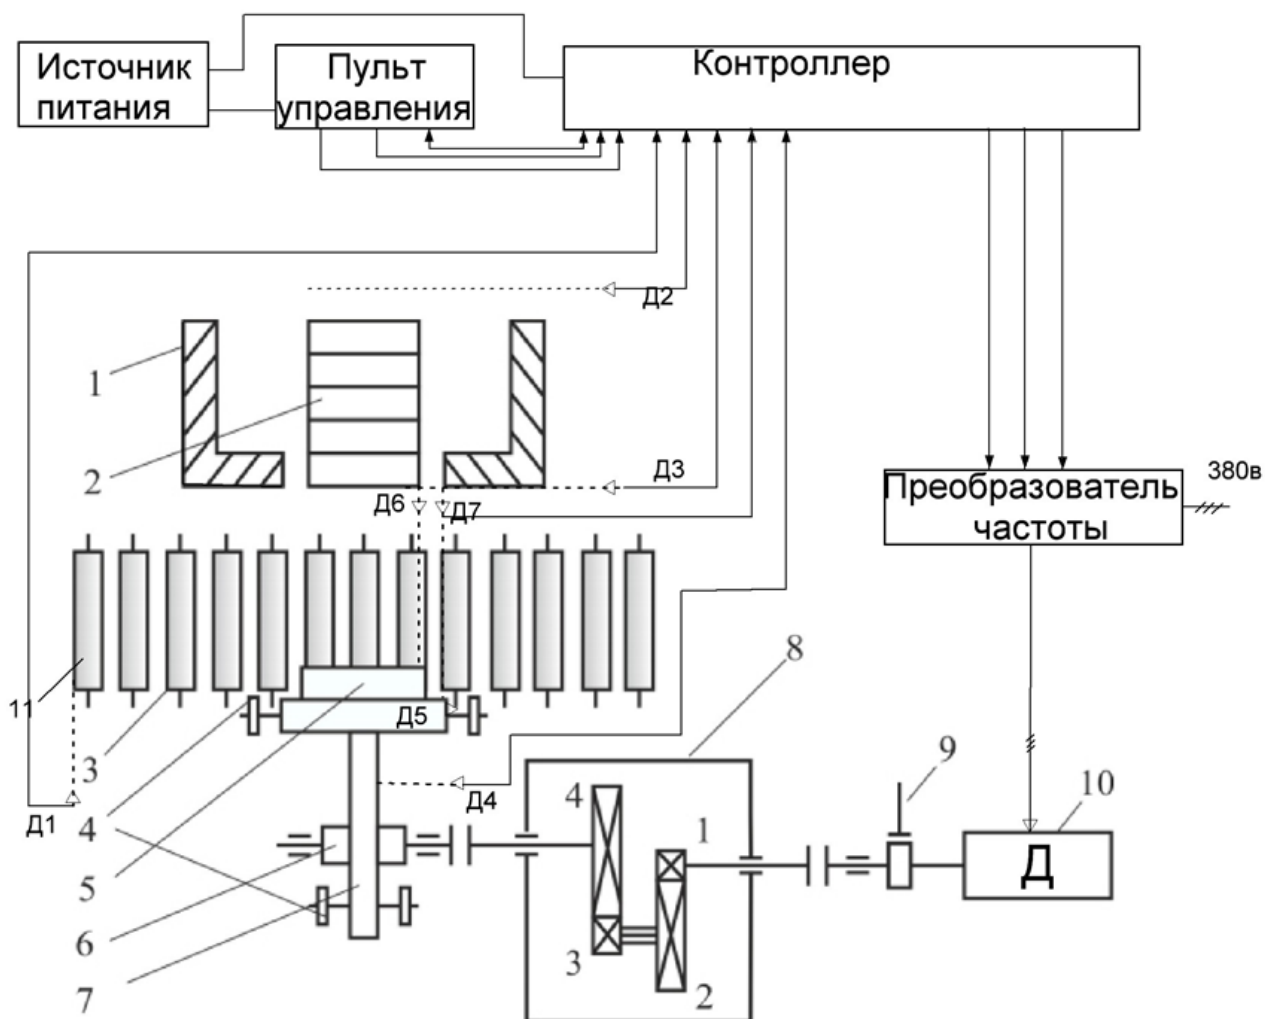 Источник
питания
Пульт
управления
Контроллер
Д2
1
2
Д3
Д6
Д7
380в
Преобразователь
частоты
11
3
Д1
4
5
6
7
Д5
Д4
8
4
1
3
2
9
10
Д